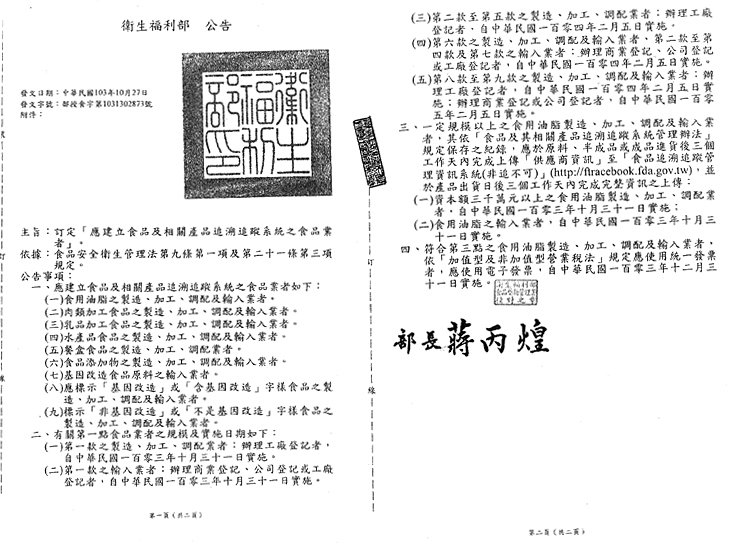 衛生福利部　公告
發文日期：中華民國103年10月27日
發文字號：部授食字第1031302873號
附件：
衛生福利部印
主旨：訂定「應建立食品及相關產品追溯追蹤系統之食品業
者」。
依據：食品安全衛生管理法第九條第一項及第二十一條第三項
規定。
公告事項：
一、應建立食品及相關產品追溯追蹤系統之食品業者如下：
(一)食用油脂之製造、加工、調配及輸入業者。
(二)肉類加工食品之製造、加工、調配及輸入業者。
(三)乳品加工食品之製造、加工、調配及輸入業者。
(四)水產品食品之製造、加工、調配及輸入業者。
(五)餐盒食品之製造、加工、調配業者。
(六)食品添加物之製造、加工、調配及輸入業者。
(七)基因改造食品原料之輸入業者。
(八)應標示「基因改造」或「含基因改造」字樣食品之製
造、加工、調配及輸入業者。
(九)標示「非基因改造」或「不是基因改造」字樣食品之
製造、加工、調配及輸入業者。
二、有關第一點食品業者之規模及實施日期如下：
(一)第一款之製造、加工、調配業者：辦理工廠登記者，
自中華民國一百零三年十月三十一日實施。
(二)第一款之輸入業者：辦理商業登記、公司登記或工廠
登記者，自中華民國一百零三年十月三十一日實施。
訂
線
第一頁（共二頁）
(三)第二款至第五款之製造、加工、調配業者：辦理工廠
登記者，自中華民國一百零四年二月五日實施。
(四)第六款之製造、加工、調配及輸入業者、第二款至第
四款及第七款之輸入業者：辦理商業登記、公司登記
或工廠登記者，自中華民國一百零四年二月五日實施。
(五)第八款至第九款之製造、加工、調配及輸入業者：辦
理工廠登記者，自中華民國一百零四年二月五日實
施；辦理商業登記或公司登記者，自中華民國一百零
五年二月五日實施。
三、一定規模以上之食用油脂製造、加工、調配及輸入業
者，其依「食品及其相關產品追溯追蹤系統管理辦法」
規定保存之紀錄，應於原料、半成品或成品進貨後三個
工作天內完成上傳「供應商資訊」至「食品追溯追蹤管
理資訊系統(非追不可)」(http://ftracebook.fda.gov.tw)，並
於產品出貨日後三個工作天內完成完整資訊之上傳：
(一)資本額三千萬元以上之食用油脂製造、加工、調配業
者，自中華民國一百零三年十月三十一日實施；
(二)食用油脂之輸入業者，自中華民國一百零三年十月三
十一日實施。
四、符合第三點之食用油脂製造、加工、調配及輸入業者，
依「加值型及非加值型營業稅法」規定應使用統一發票
者，應使用電子發票，自中華民國一百零三年十二月三
十一日實施。
部長蔣丙煌
訂
線
第二頁（共二頁）